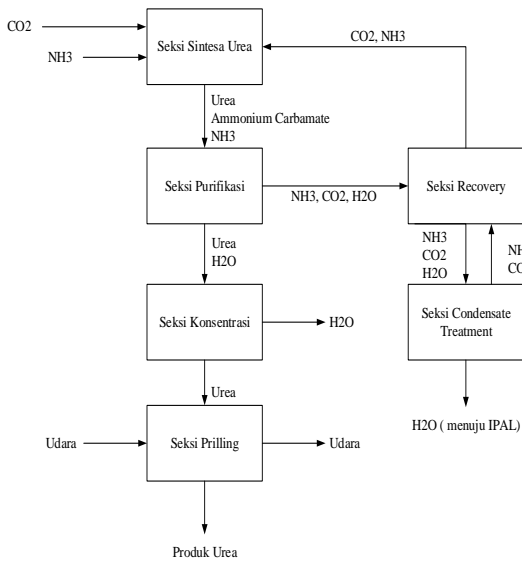 CO2
NH3
Seksi Sintesa Urea
CO2, NH3
Urea
Ammonium Carbamate
NH3
Seksi Purifikasi
NH3, CO2, H2O
Seksi Recovery
Urea
H2O
NH3
CO2
H2O
Seksi Konsentrasi
H2O
Seksi Condensate
Treatment
Urea
H2O ( menuju IPAL)
Udara
Seksi Prilling
Udara
Produk Urea